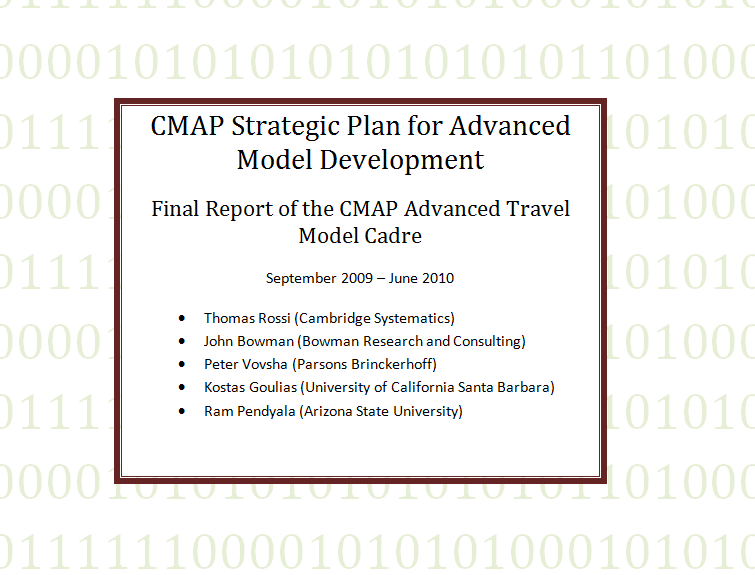 00001010101010101010101101000
CMAP Strategic Plan for Advanced
Model Development
Final Report of the CMAP Advanced Travel
Model Cadre
September 2009 – June 2010
• Thomas Rossi (Cambridge Systematics)
• John Bowman (Bowman Research and Consulting)
• Peter Vovsha (Parsons Brinckerhoff)
• Kostas Goulias (University of California Santa Barbara)
• Ram Pendyala (Arizona State University)